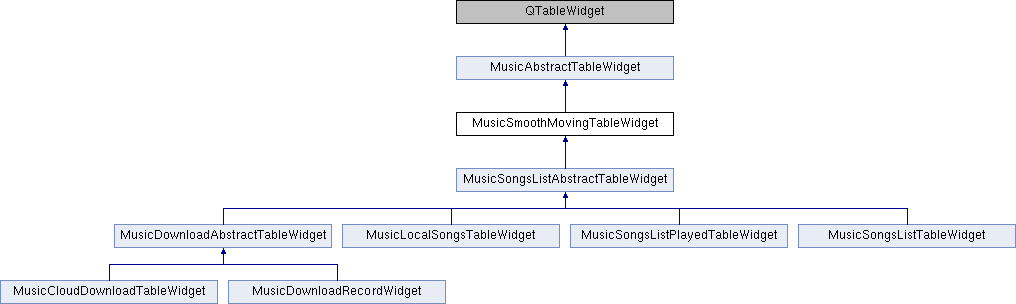 QTableWidget
MusicAbstractTableWidget
MusicSmoothMovingTableWidget
MusicSongsListAbstractTableWidget
MusicDownloadAbstractTableWidget
MusicLocalSongsTableWidget
MusicSongsListPlayedTableWidget
MusicSongsListTableWidget
MusicCloudDownloadTableWidget
MusicDownloadRecordWidget